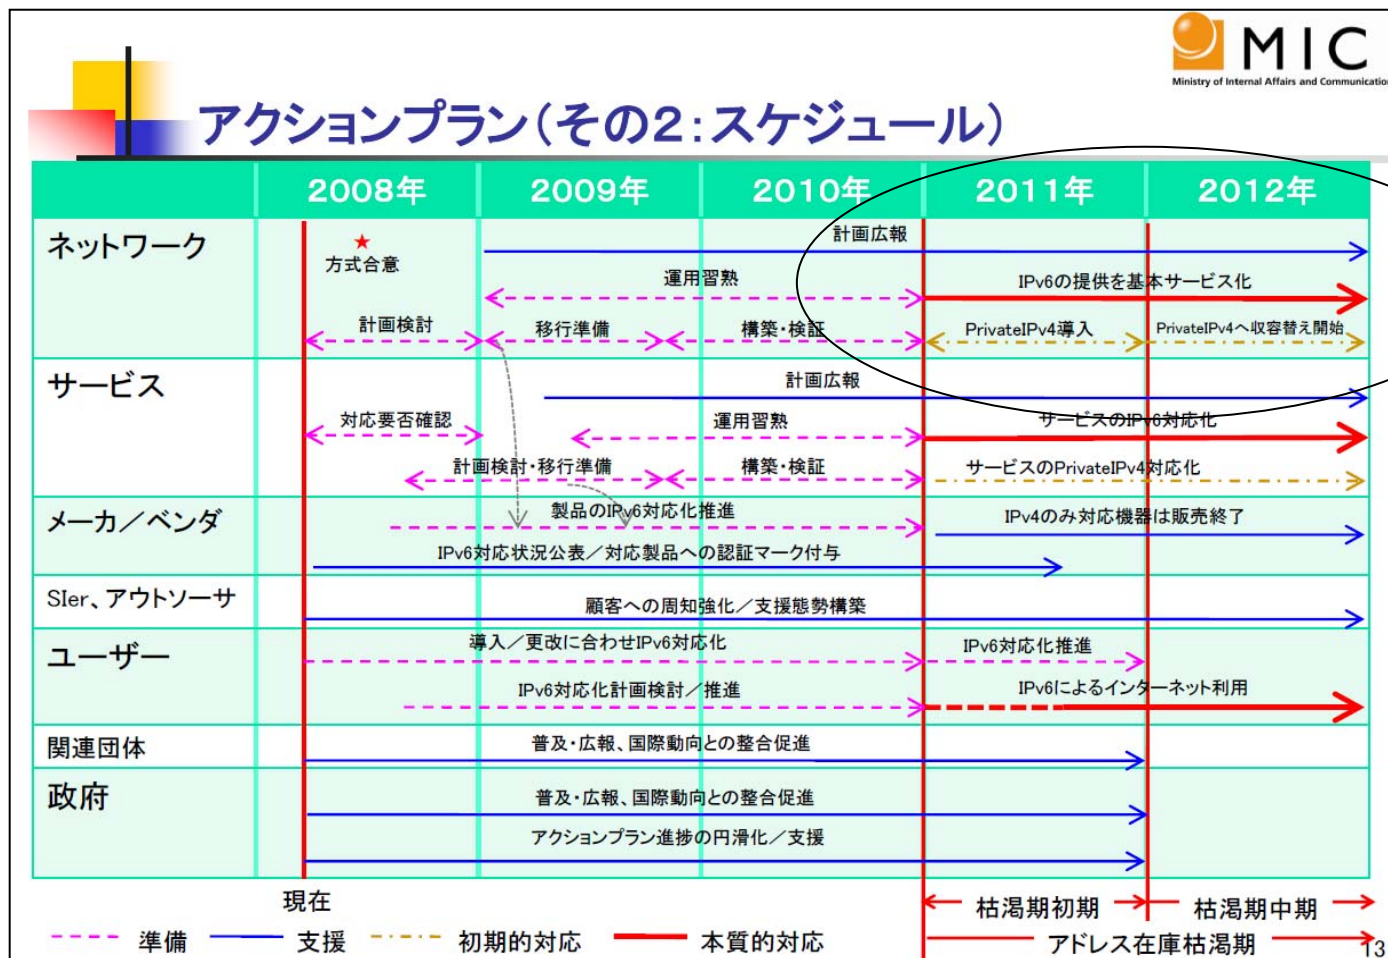 MIC
Ministry of Internal Affairs and Communication
アクションプラン（その２：スケジュール）
2008年 2009年 2010年 2011年 2012年
ネットワーク
★
方式合意
計画広報
運用習熟
IPv6の提供を基本サービス化
計画検討
移行準備
構築・検証
PrivateIPv4導入
PrivateIPv4へ収容替え開始
サービス
計画広報
対応要否確認
運用習熟
サービスのIPv6対応化
計画検討・移行準備
構築・検証
サービスのPrivateIPv4対応化
メーカ／ベンダ
製品のIPv6対応化推進
IPv4のみ対応機器は販売終了
IPv6対応状況公表／対応製品への認証マーク付与
SIer、アウトソーサ
顧客への周知強化／支援態勢構築
ユーザー
導入／更改に合わせIPv6対応化
IPv6対応化推進
IPv6対応化計画検討／推進
IPv6によるインターネット利用
関連団体
普及・広報、国際動向との整合促進
政府
普及・広報、国際動向との整合促進
アクションプラン進捗の円滑化／支援
現在
枯渇期初期
枯渇期中期
準備
支援
初期的対応
本質的対応
アドレス在庫枯渇期
13